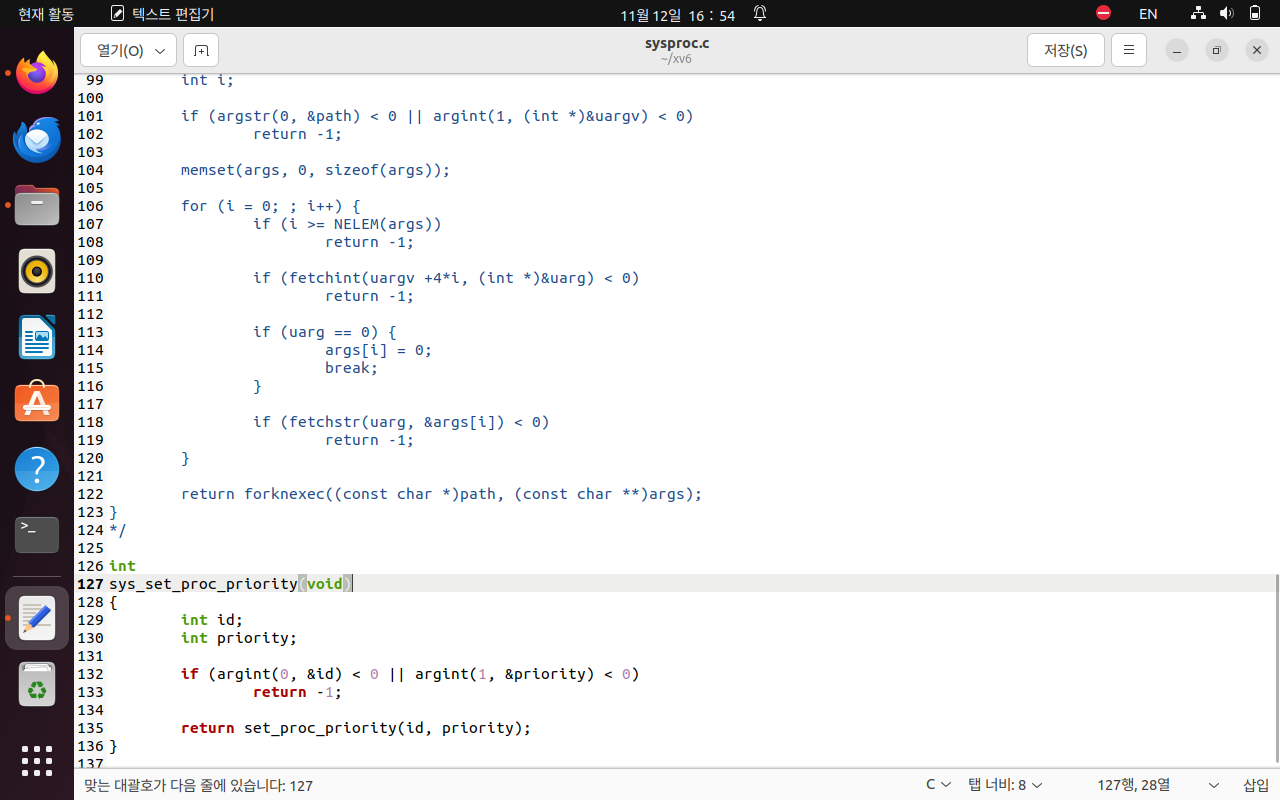 현재 활동 텍스트 편집기 11월 12일 16 : 54 EN
열기(O) sysproc.c 저장(S)
~/xv6
99 int i;
100
101 if (argstr(0, &path) < 0 || argint(1, (int *)&uargv) < 0)
102 return -1;
103
104 memset(args, 0, sizeof(args));
105
106 for (i = 0; ; i++) {
107 if (i >= NELEM(args))
108 return -1;
109
110 if (fetchint(uargv +4*i, (int *)&uarg) < 0)
111 return -1;
112
113 if (uarg == 0) {
114 args[i] = 0;
115 break;
116 }
117
118 if (fetchstr(uarg, &args[i]) < 0)
119 return -1;
120 }
121
122 return forknexec((const char *)path, (const char **)args);
123 }
124 */
125
126 int
127 sys_set_proc_priority(void)
128 {
129 int id;
130 int priority;
131
132 if (argint(0, &id) < 0 || argint(1, &priority) < 0)
133 return -1;
134
135 return set_proc_priority(id, priority);
136 }
137
맞는 대괄호가 다음 줄에 있습니다: 127 C 탭 너비: 8 127행, 28열 삽입